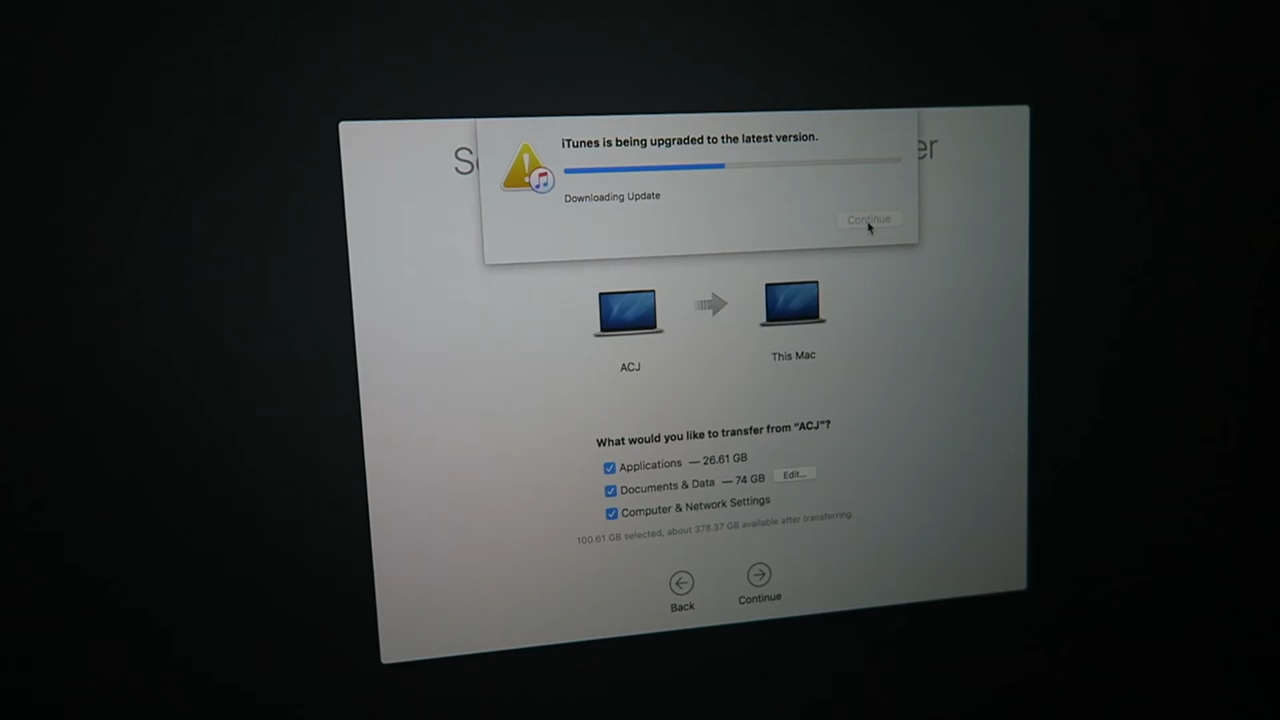 iTunes is being upgraded to the latest version.
S er
Downloading Update
Continue
ACJ
This Mac
What would you like to transfer from “ACJ”?
Applications — 26.61 GB
Documents & Data — 74 GB Edit...
Computer & Network Settings
100.61 GB selected, about 378.37 GB available after transferring.
Back
Continue